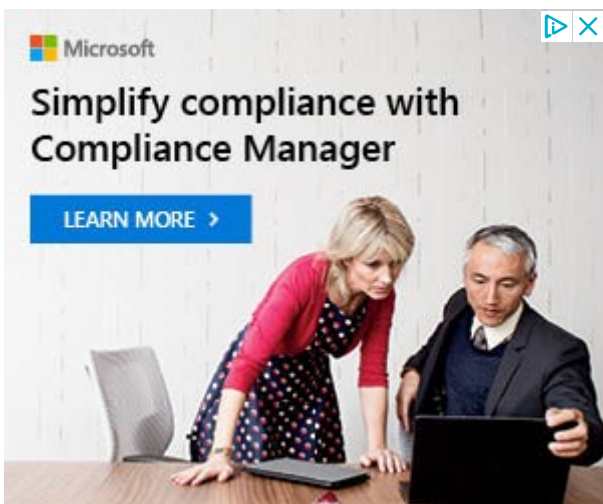 Microsoft
Simplify compliance with
Compliance Manager
LEARN MORE >